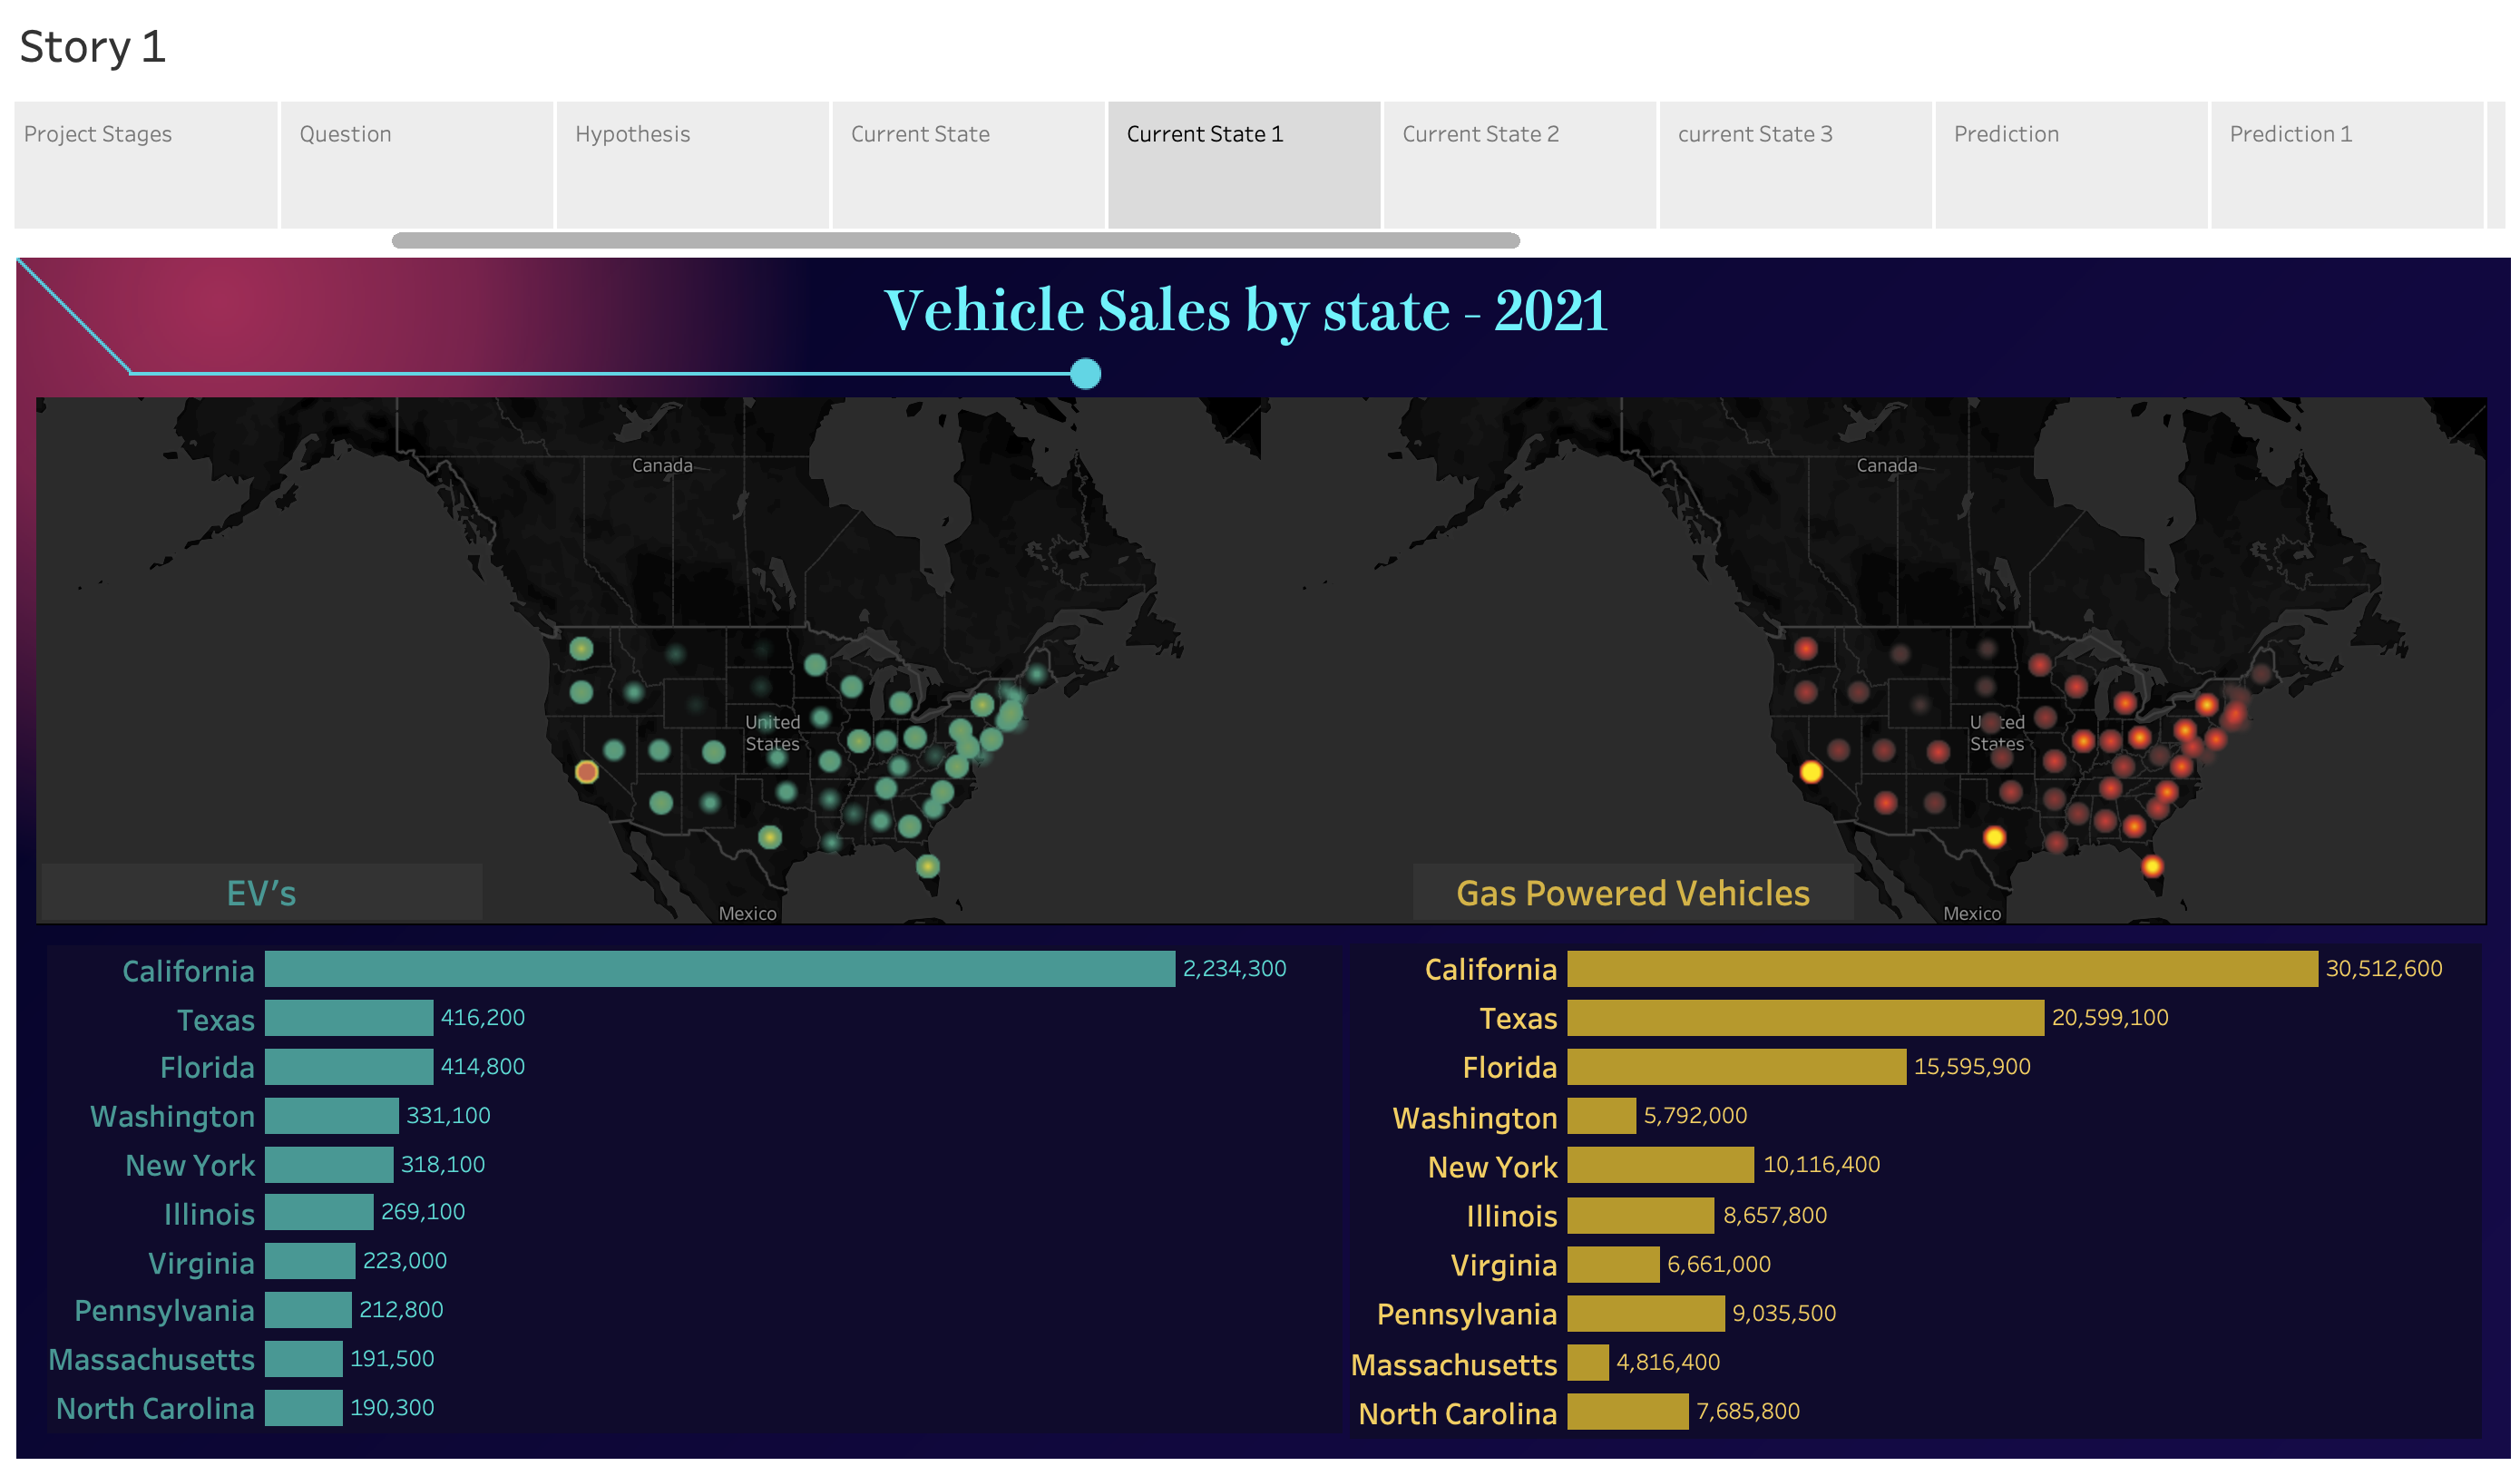 Story 1
Project Stages
Question
Hypothesis
Current State
Current State 1
Current State 2
current State 3
Prediction
Prediction 1
Vehicle Sales by state - 2021
Canada
United
States
Mexico
EV's
Canada
United
States
Mexico
Gas Powered Vehicles
California 2,234,300
Texas 416,200
Florida 414,800
Washington 331,100
New York 318,100
Illinois 269,100
Virginia 223,000
Pennsylvania 212,800
Massachusetts 191,500
North Carolina 190,300
California 30,512,600
Texas 20,599,100
Florida 15,595,900
Washington 5,792,000
New York 10,116,400
Illinois 8,657,800
Virginia 6,661,000
Pennsylvania 9,035,500
Massachusetts 4,816,400
North Carolina 7,685,800